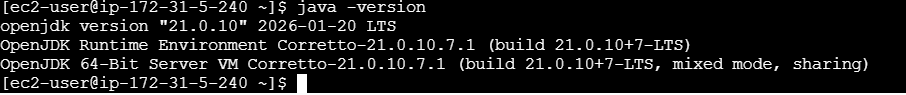 [ec2-user@ip-172-31-5-240 ~]$ java -version
openjdk version "21.0.10" 2026-01-20 LTS
OpenJDK Runtime Environment Corretto-21.0.10.7.1 (build 21.0.10+7-LTS)
OpenJDK 64-Bit Server VM Corretto-21.0.10.7.1 (build 21.0.10+7-LTS, mixed mode, sharing)
[ec2-user@ip-172-31-5-240 ~]$